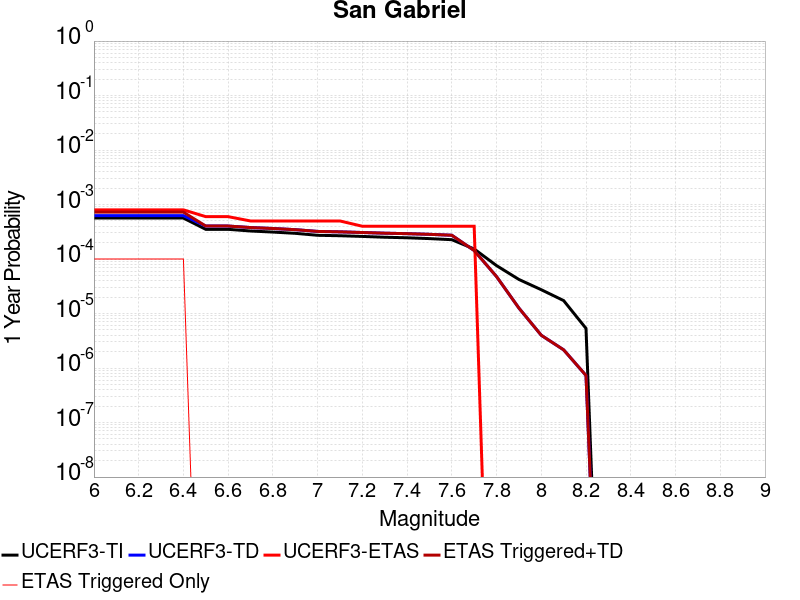 San Gabriel
1 Year Probability
10^0
10^-1
10^-2
10^-3
10^-4
10^-5
10^-6
10^-7
10^-8
6 6.2 6.4 6.6 6.8 7 7.2 7.4 7.6 7.8 8 8.2 8.4 8.6 8.8 9
Magnitude
UCERF3-TI UCERF3-TD UCERF3-ETAS ETAS Triggered+TD
ETAS Triggered Only